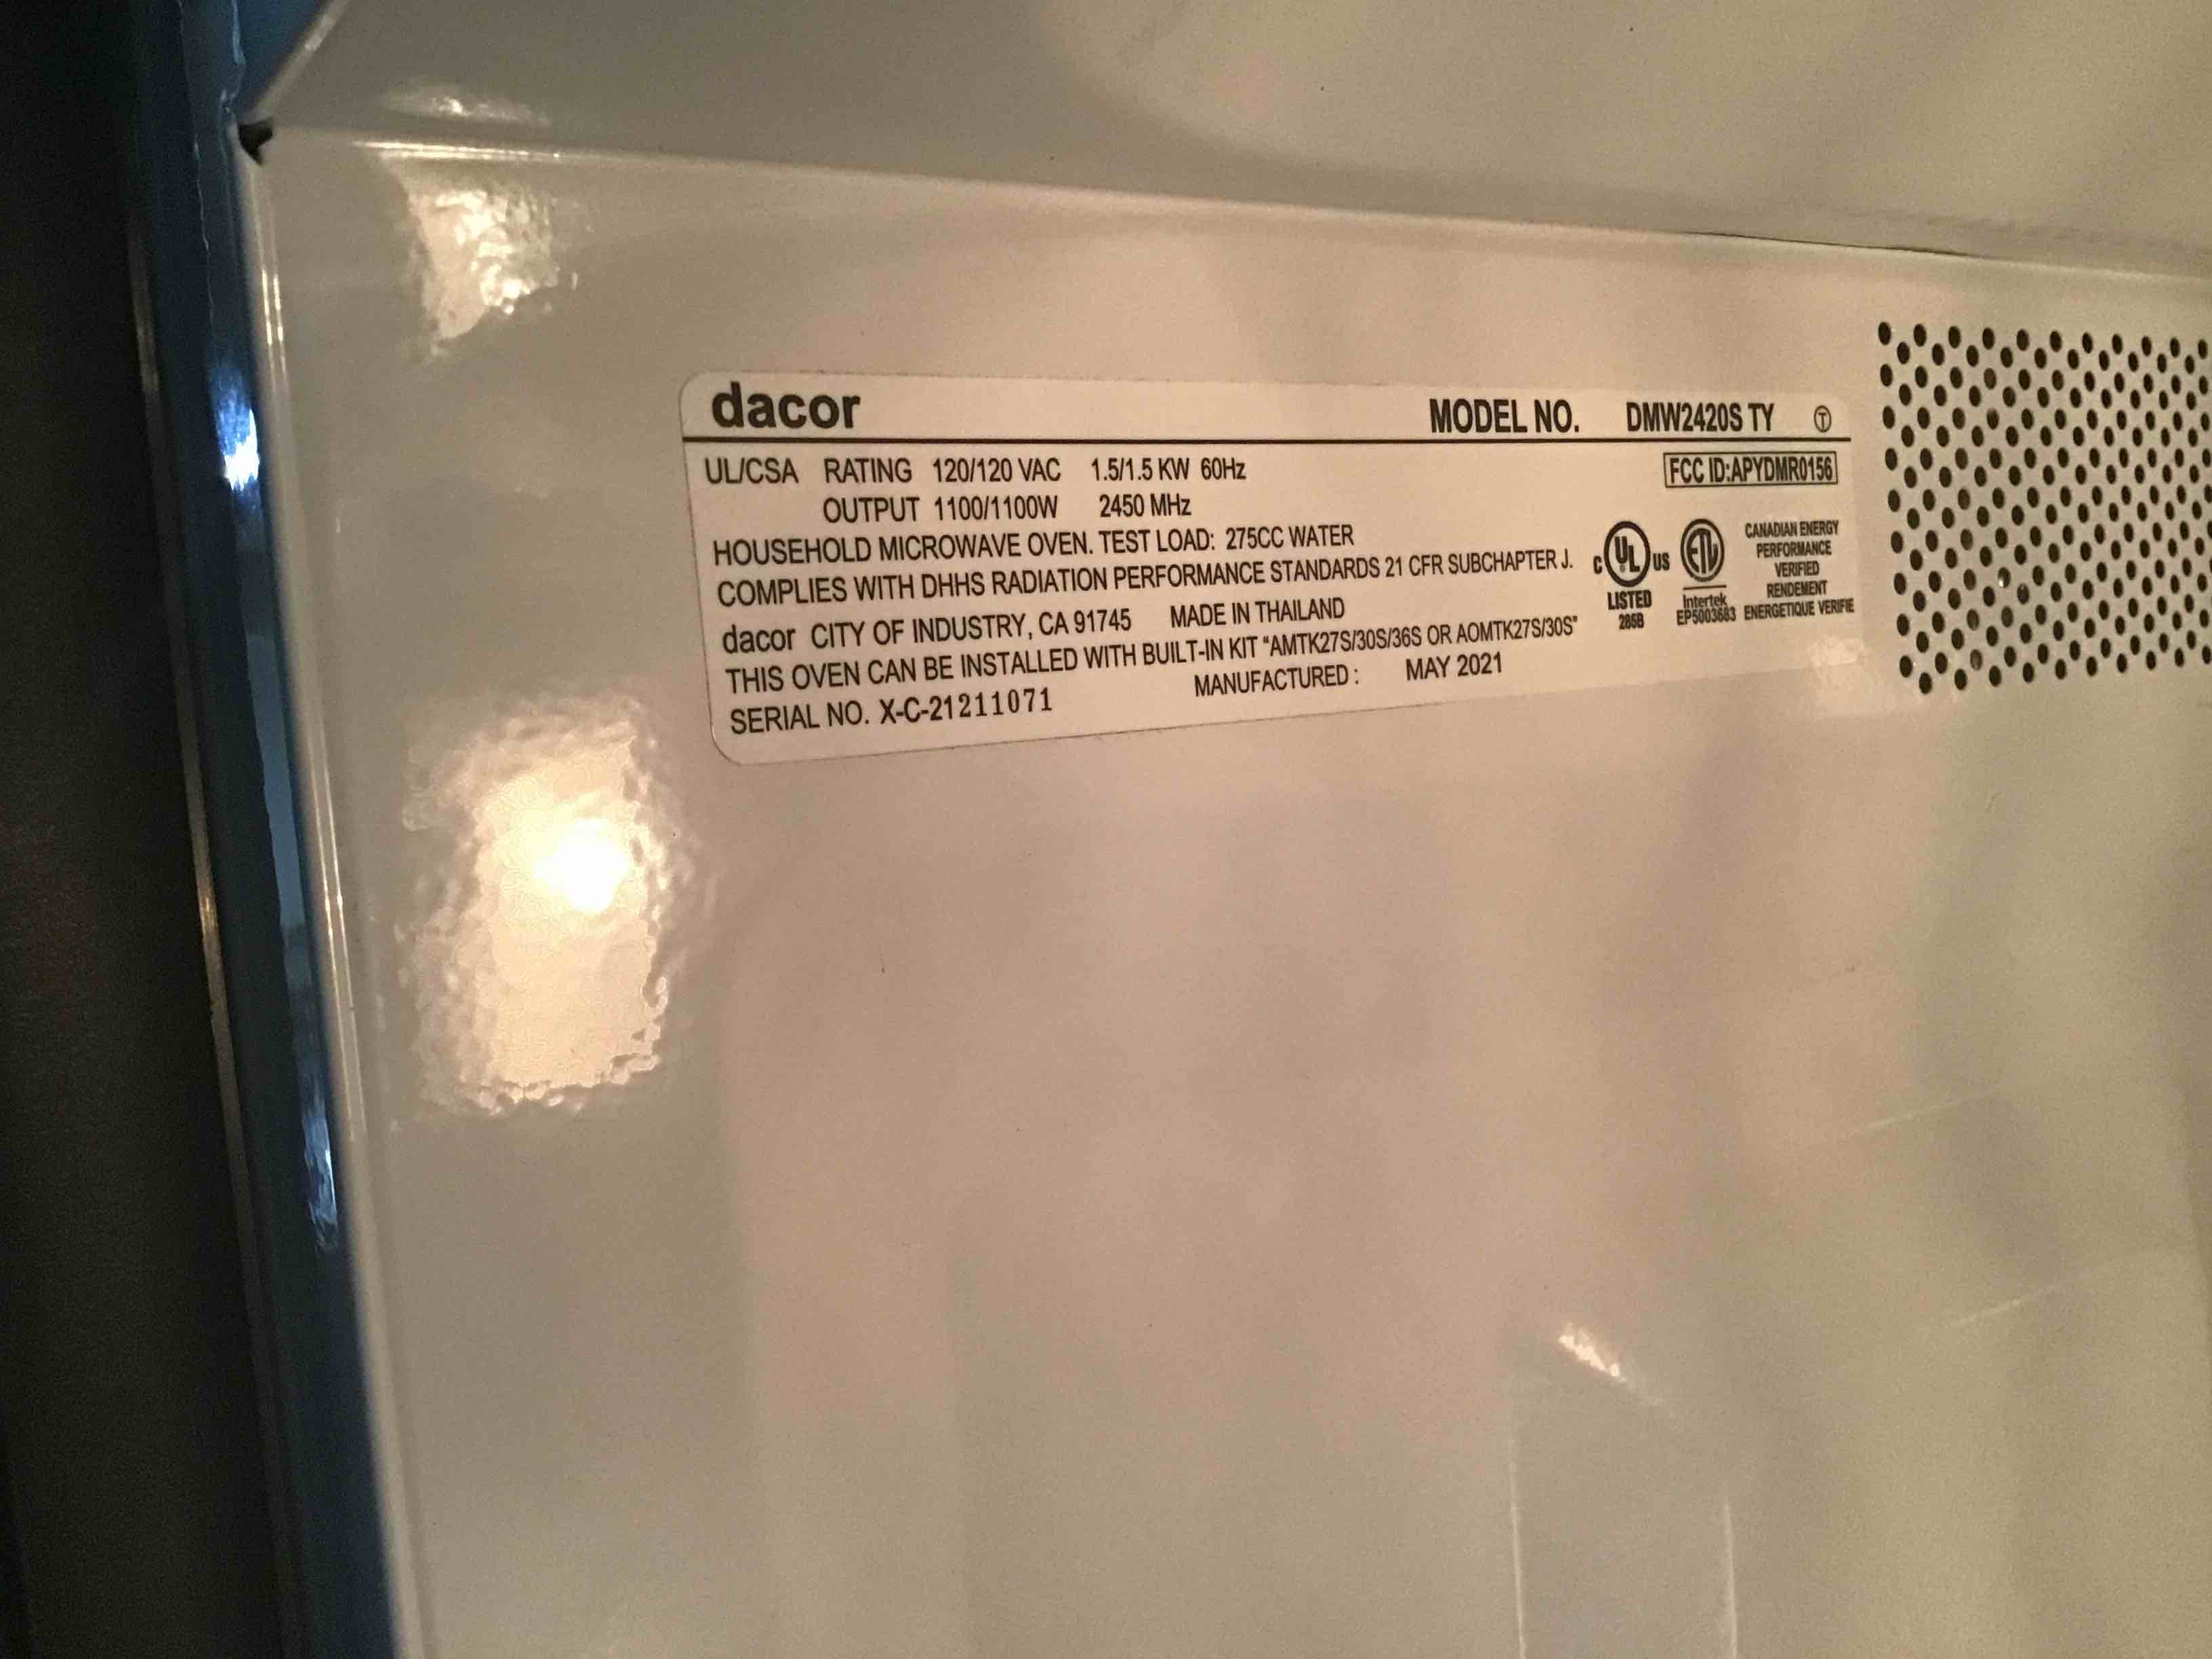 dacor MODEL NO. DMW2420S TY Ⓣ
UL/CSA RATING 120/120 VAC 1.5/1.5 KW 60Hz FCC ID:APYDMR0156
OUTPUT 1100/1100W 2450 MHz
HOUSEHOLD MICROWAVE OVEN. TEST LOAD: 275CC WATER
COMPLIES WITH DHHS RADIATION PERFORMANCE STANDARDS 21 CFR SUBCHAPTER J.
dacor CITY OF INDUSTRY, CA 91745 MADE IN THAILAND
THIS OVEN CAN BE INSTALLED WITH BUILT-IN KIT “AMTK27S/30S/36S OR AOMTK27S/30S”
SERIAL NO. X-C-21211071 MANUFACTURED : MAY 2021
C UL US
LISTED
285B
ETL
Intertek
EP5003683
CANADIAN ENERGY
PERFORMANCE
VERIFIED
RENDEMENT
ENERGETIQUE VERIFIE